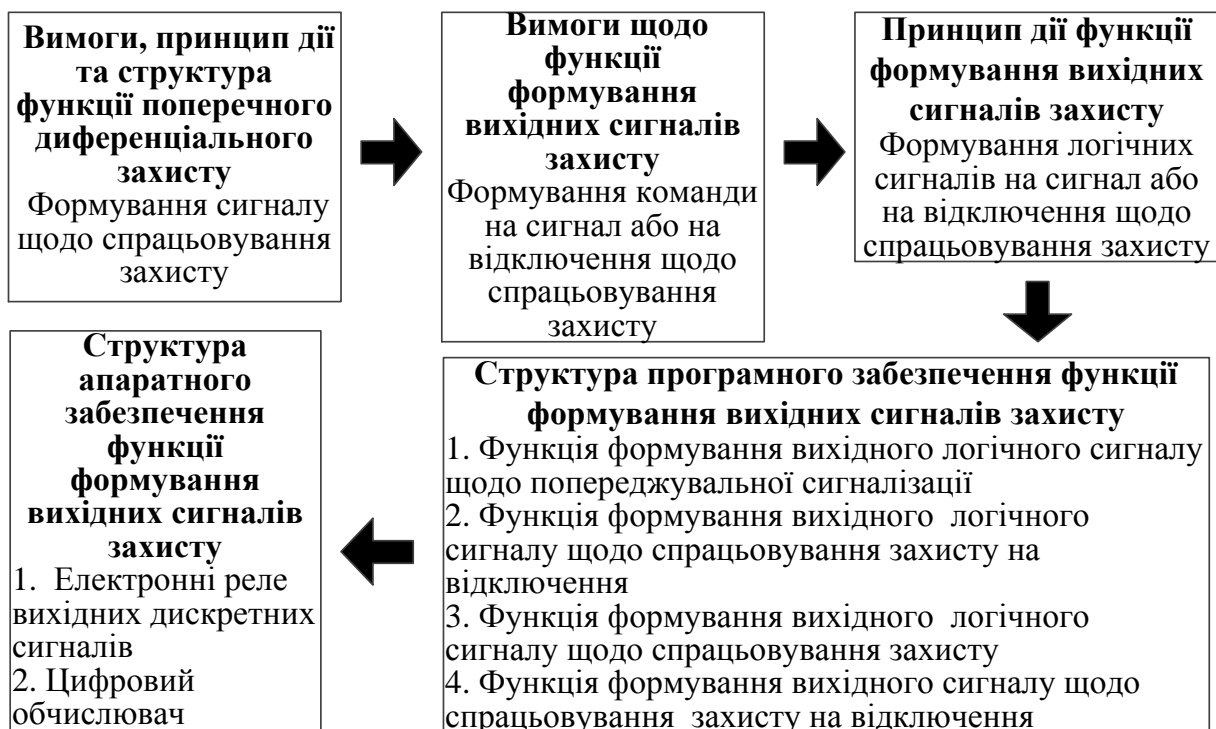 Вимоги, принцип дії
та структура
функції поперечного
диференціального
захисту
Формування сигналу
щодо спрацьовування
захисту
Вимоги щодо
функції
формування
вихідних сигналів
захисту
Формування команди
на сигнал або на
відключення щодо
спрацьовування
захисту
Принцип дії функції
формування вихідних
сигналів захисту
Формування логічних
сигналів на сигнал або
на відключення щодо
спрацьовування захисту
Структура програмного забезпечення функції
формування вихідних сигналів захисту
1. Функція формування вихідного логічного сигналу
щодо попереджувальної сигналізації
2. Функція формування вихідного логічного
сигналу щодо спрацьовування захисту на
відключення
3. Функція формування вихідного логічного
сигналу щодо спрацьовування захисту
4. Функція формування вихідного сигналу щодо
спрацьовування захисту на відключення
Структура
апаратного
забезпечення
функції
формування
вихідних сигналів
захисту
1. Електронні реле
вихідних дискретних
сигналів
2. Цифровий
обчислювач